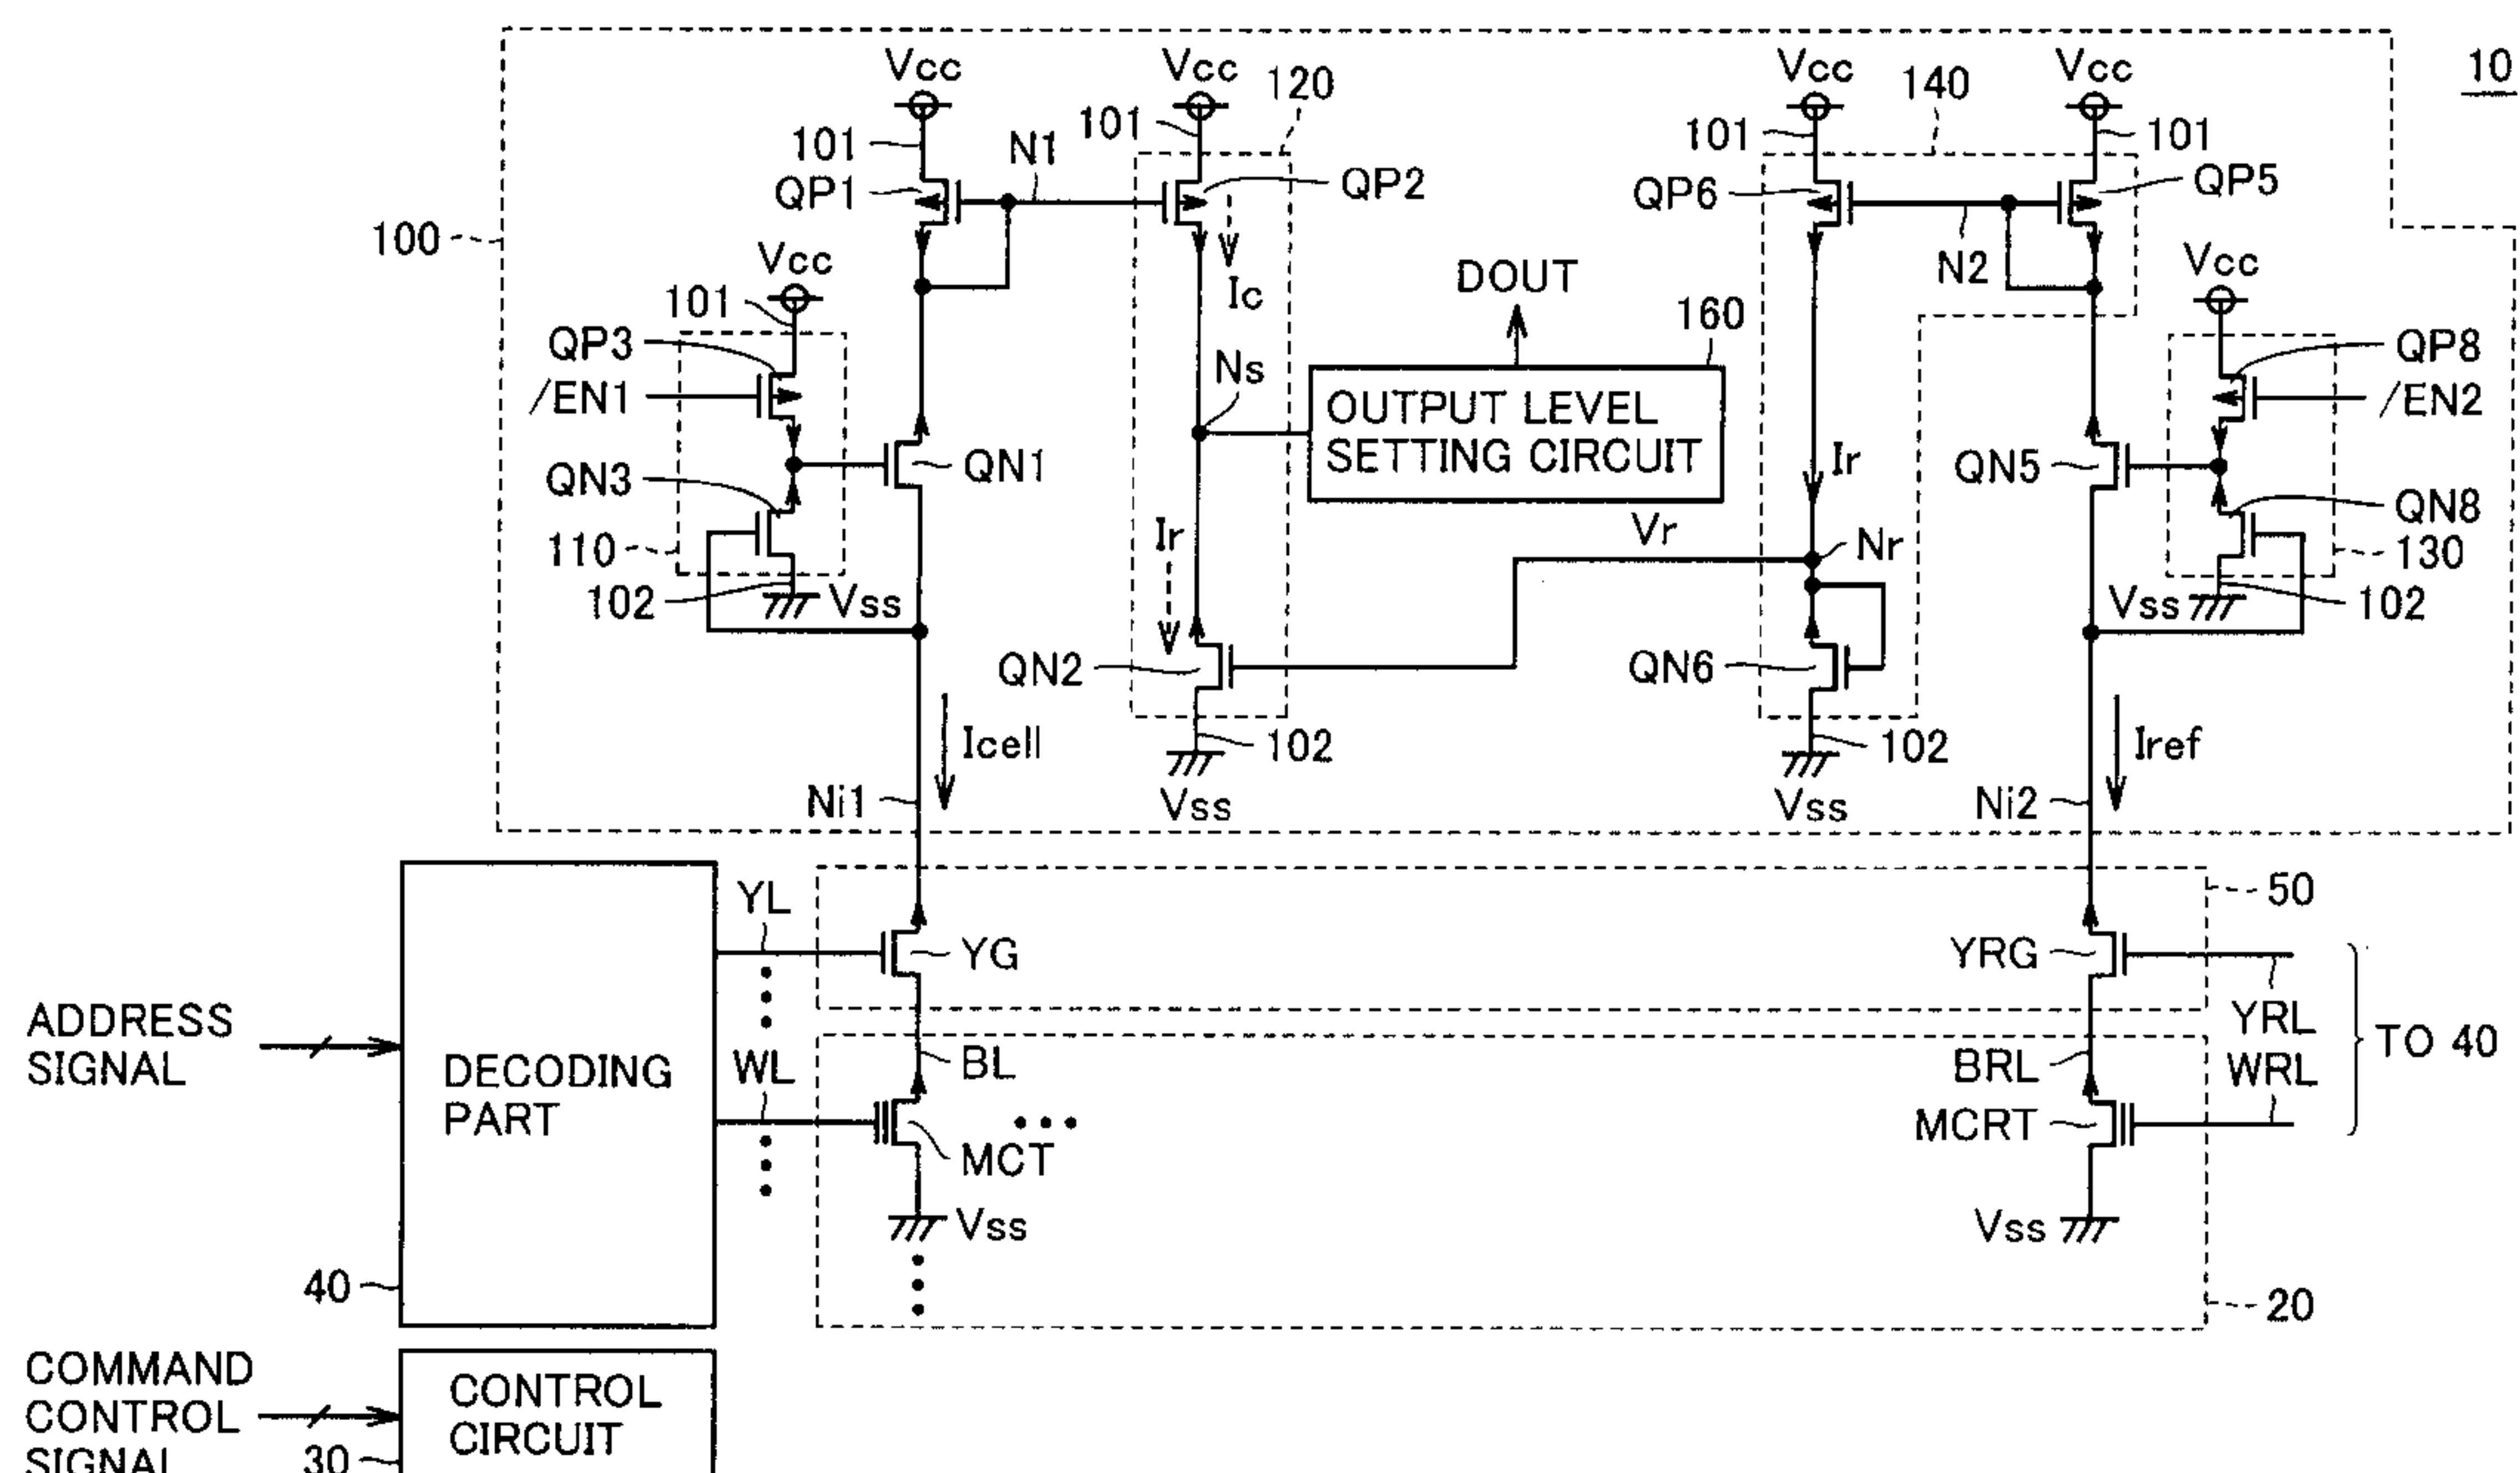 10
Vcc
Vcc
120
Vcc
140
Vcc
101
101
N1
101
101
QP1
QP2
QP6
QP5
100
N2
Vcc
Vcc
Ic
DOUT
101
160
QP3
Ns
QP8
/EN1
OUTPUT LEVEL
SETTING CIRCUIT
/EN2
QN3
QN1
Ir
QN5
QN8
110
Ir
Vr
Nr
130
102
Vss
Vss
102
QN2
QN6
Icell
102
102
Iref
Ni1
Vss
Vss
Ni2
YL
50
YG
YRG
ADDRESS
SIGNAL
DECODING
PART
WL
BL
BRL
YRL
WRL
TO 40
MCT
MCRT
Vss
Vss
40
20
COMMAND
CONTROL
SIGNAL
30
CONTROL
CIRCUIT